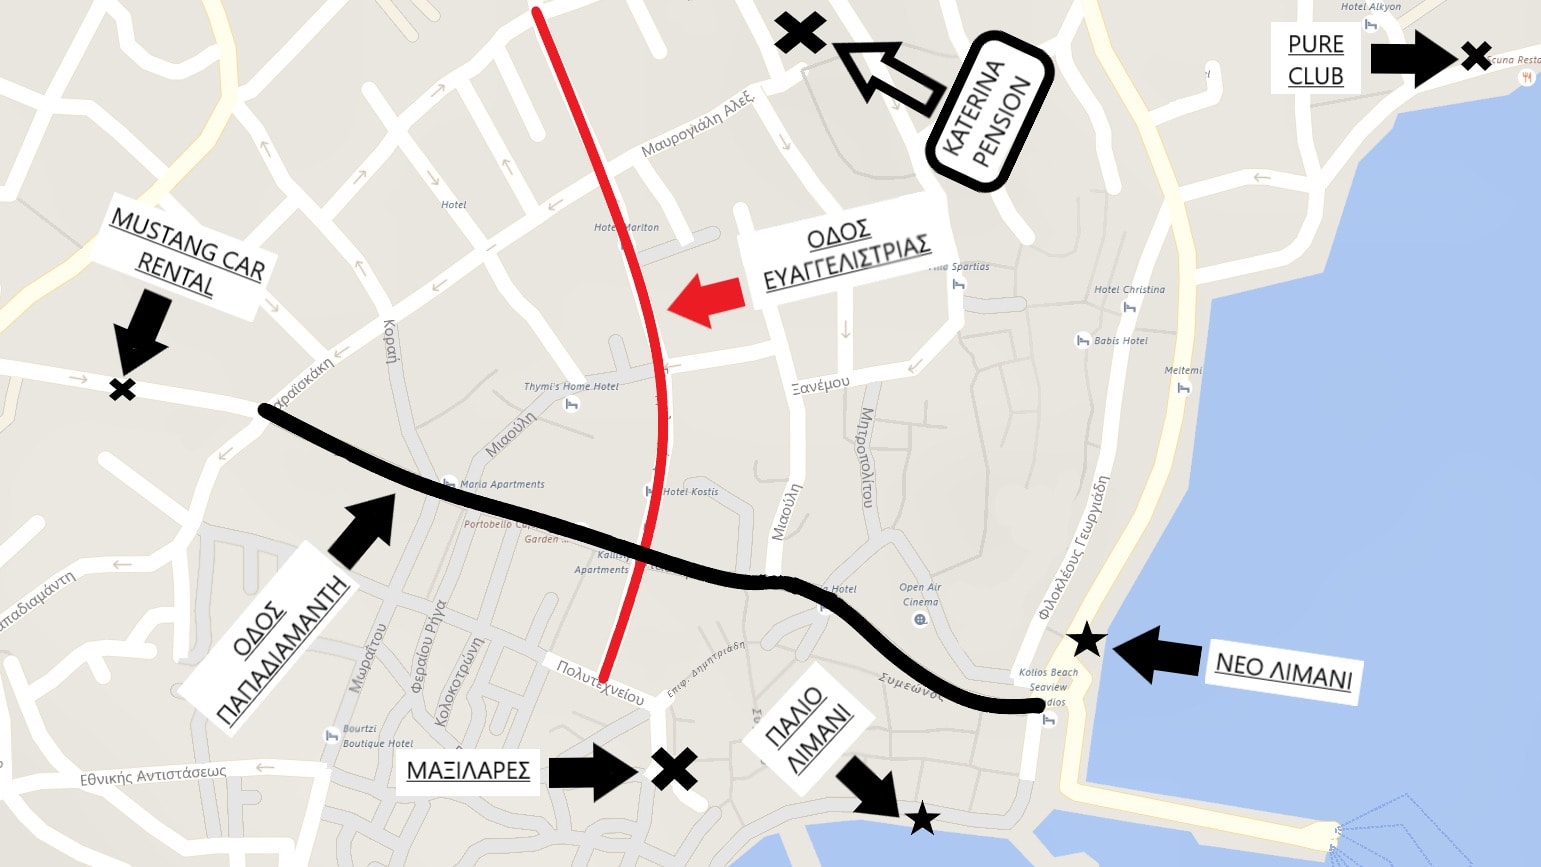 Hotel Alkyon
PURE
CLUB
Scuna Resta
KATERINA
PENSION
Μαυρογιάλη Αλεξ.
Hotel
Hotel Marlton
MUSTANG CAR
RENTAL
ΟΔΟΣ
ΕΥΑΓΓΕΛΙΣΤΡΙΑΣ
Villa Spartias
Hotel Christina
Babis Hotel
Κοραή
Καραϊσκάκη
Thymi's Home Hotel
Ξανέμου
Meltemi
Μιαούλη
Μητροπολίτου
Maria Apartments
Hotel Kostis
Μιαούλη
Portobello
Garden ...
Apartments
Φιλοκλέους Γεωργιάδη
Παπαδιαμάντη
ΟΔΟΣ
ΠΑΠΑΔΙΑΜΑΝΤΗ
Hotel
Open Air
Cinema
Μωραΐτου
Φεραίου Ρήγα
Κολοκοτρώνη
Πολυτεχνείου
Επιφ. Δημητριάδη
Συμεώνος
Kolios Beach
Seaview
Studios
ΝΕΟ ΛΙΜΑΝΙ
ΠΑΛΙΟ
ΛΙΜΑΝΙ
Bourtzi
Boutique Hotel
ΜΑΞΙΛΑΡΕΣ
Εθνικής Αντιστάσεως